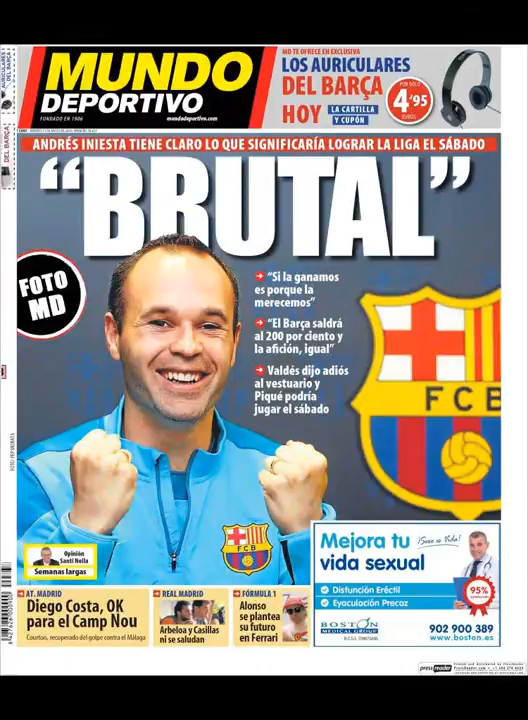 MD TE OFRECE EN EXCLUSIVA
LOS AURICULARES
DEL BARÇA
HOY
LA CARTILLA
Y CUPÓN
POR SÓLO
4'95
EUROS
AURICULARES
DEL BARÇA
DEL BARÇA
MUNDO
DEPORTIVO
FUNDADO EN 1906
mundodeportivo.com
ANDRÉS INIESTA TIENE CLARO LO QUE SIGNIFICARÍA LOGRAR LA LIGA EL SÁBADO
“BRUTAL”
FOTO
MD
“Si la ganamos
es porque la
merecemos”
“El Barça saldrá
al 200 por ciento y
la afición, igual”
Valdés dijo adiós
al vestuario y
Piqué podría
jugar el sábado
FCB
FCB
Opinión
Santi Nolla
Semanas largas
AT. MADRID
Diego Costa, OK
para el Camp Nou
Courtois, recuperado del golpe contra el Málaga
REAL MADRID
Arbeloa y Casillas
ni se saludan
FÓRMULA 1
Alonso
se plantea
su futuro
en Ferrari
Mejora tu
vida sexual
¡Sexo es Vida!
Disfunción Eréctil
Eyaculación Precoz
95%
BOSTON
MEDICAL GROUP
902 900 389
www.boston.es
pressreader